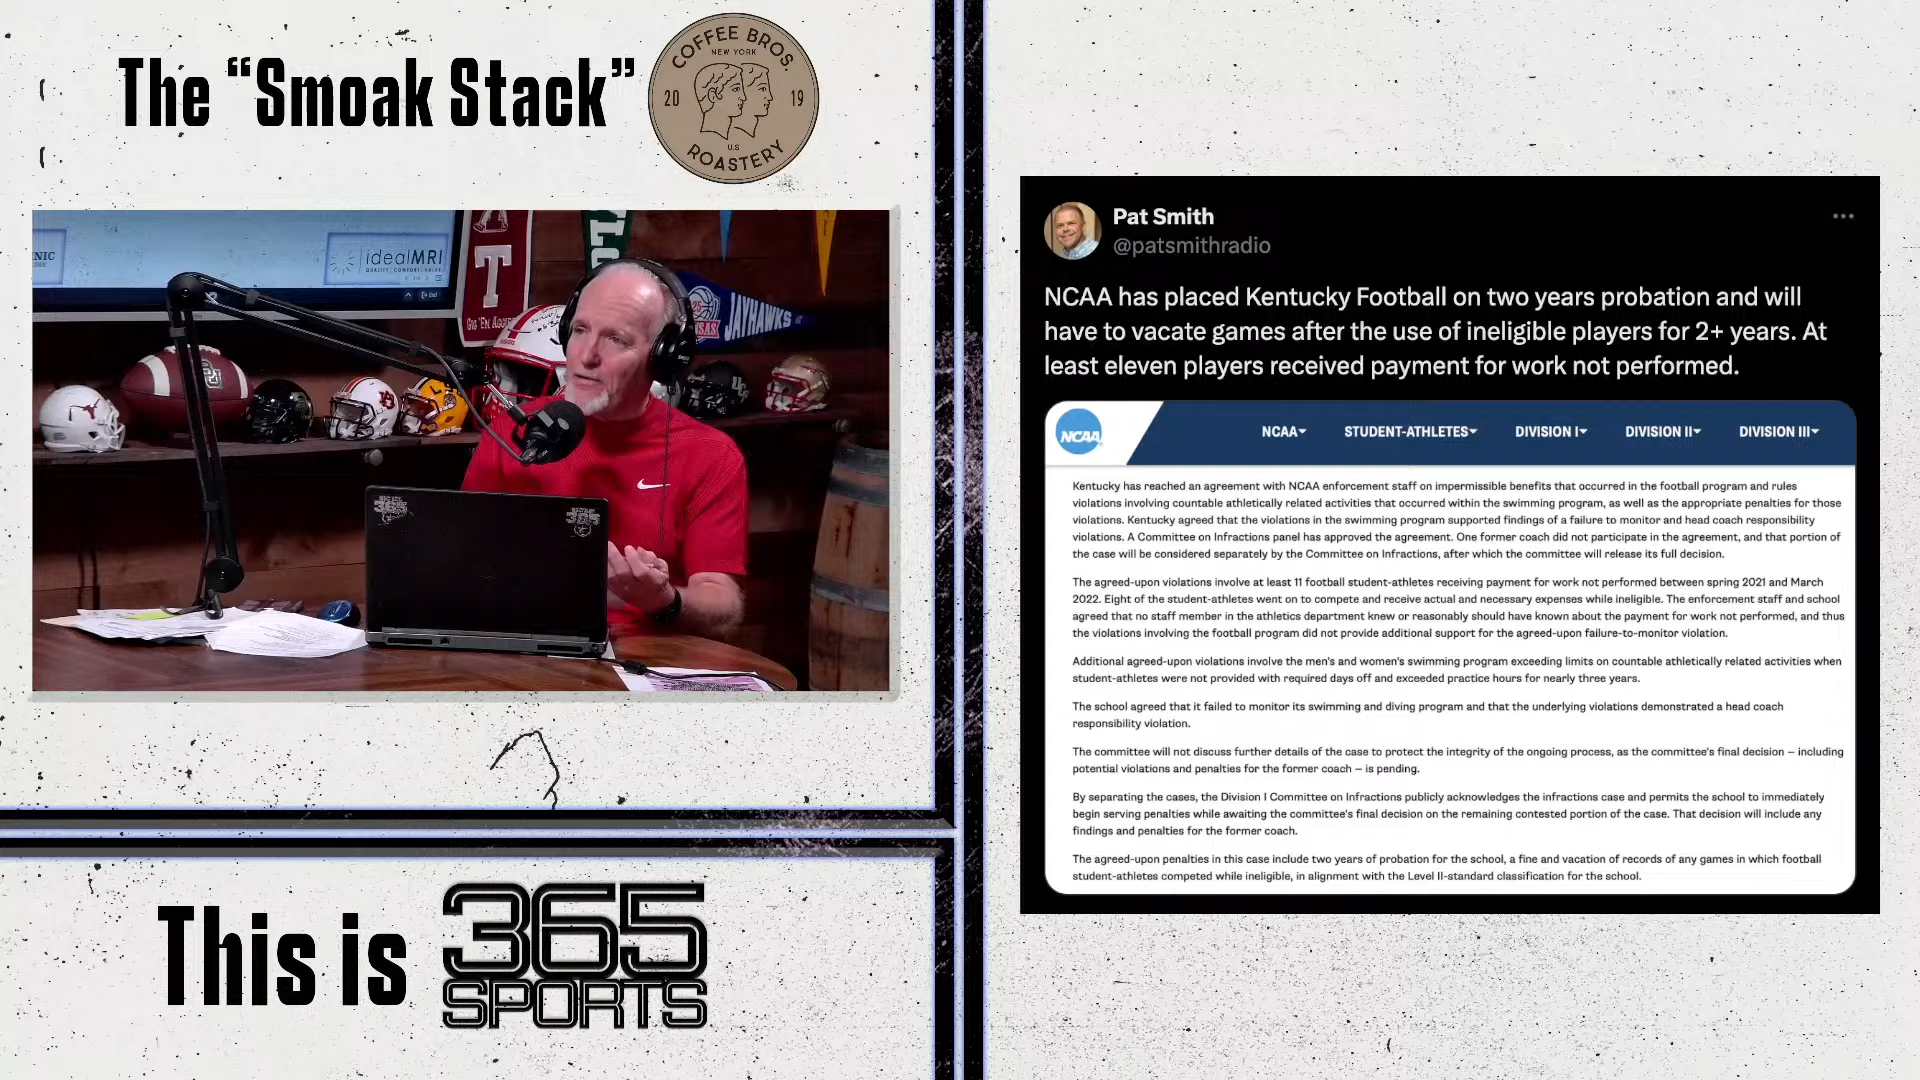 The “Smoak Stack”
COFFEE BROS.
NEW YORK
20 19
U.S
ROASTERY
NIC
idealMRI
QUALITY | COMFORT | VALUE
End
T
GIG 'EM AGGIES
JAYHAWKS
365
365
Pat Smith
@patsmithradio
NCAA has placed Kentucky Football on two years probation and will
have to vacate games after the use of ineligible players for 2+ years. At
least eleven players received payment for work not performed.
NCAA
NCAA STUDENT-ATHLETES DIVISION I DIVISION II DIVISION III
Kentucky has reached an agreement with NCAA enforcement staff on impermissible benefits that occurred in the football program and rules
violations involving countable athletically related activities that occurred within the swimming program, as well as the appropriate penalties for those
violations. Kentucky agreed that the violations in the swimming program supported findings of a failure to monitor and head coach responsibility
violations. A Committee on Infractions panel has approved the agreement. One former coach did not participate in the agreement, and that portion of
the case will be considered separately by the Committee on Infractions, after which the committee will release its full decision.
The agreed-upon violations involve at least 11 football student-athletes receiving payment for work not performed between spring 2021 and March
2022. Eight of the student-athletes went on to compete and receive actual and necessary expenses while ineligible. The enforcement staff and school
agreed that no staff member in the athletics department knew or reasonably should have known about the payment for work not performed, and thus
the violations involving the football program did not provide additional support for the agreed-upon failure-to-monitor violation.
Additional agreed-upon violations involve the men's and women's swimming program exceeding limits on countable athletically related activities when
student-athletes were not provided with required days off and exceeded practice hours for nearly three years.
The school agreed that it failed to monitor its swimming and diving program and that the underlying violations demonstrated a head coach
responsibility violation.
The committee will not discuss further details of the case to protect the integrity of the ongoing process, as the committee's final decision – including
potential violations and penalties for the former coach – is pending.
By separating the cases, the Division I Committee on Infractions publicly acknowledges the infractions case and permits the school to immediately
begin serving penalties while awaiting the committee's final decision on the remaining contested portion of the case. That decision will include any
findings and penalties for the former coach.
The agreed-upon penalties in this case include two years of probation for the school, a fine and vacation of records of any games in which football
student-athletes competed while ineligible, in alignment with the Level II-standard classification for the school.
This is 365
SPORTS